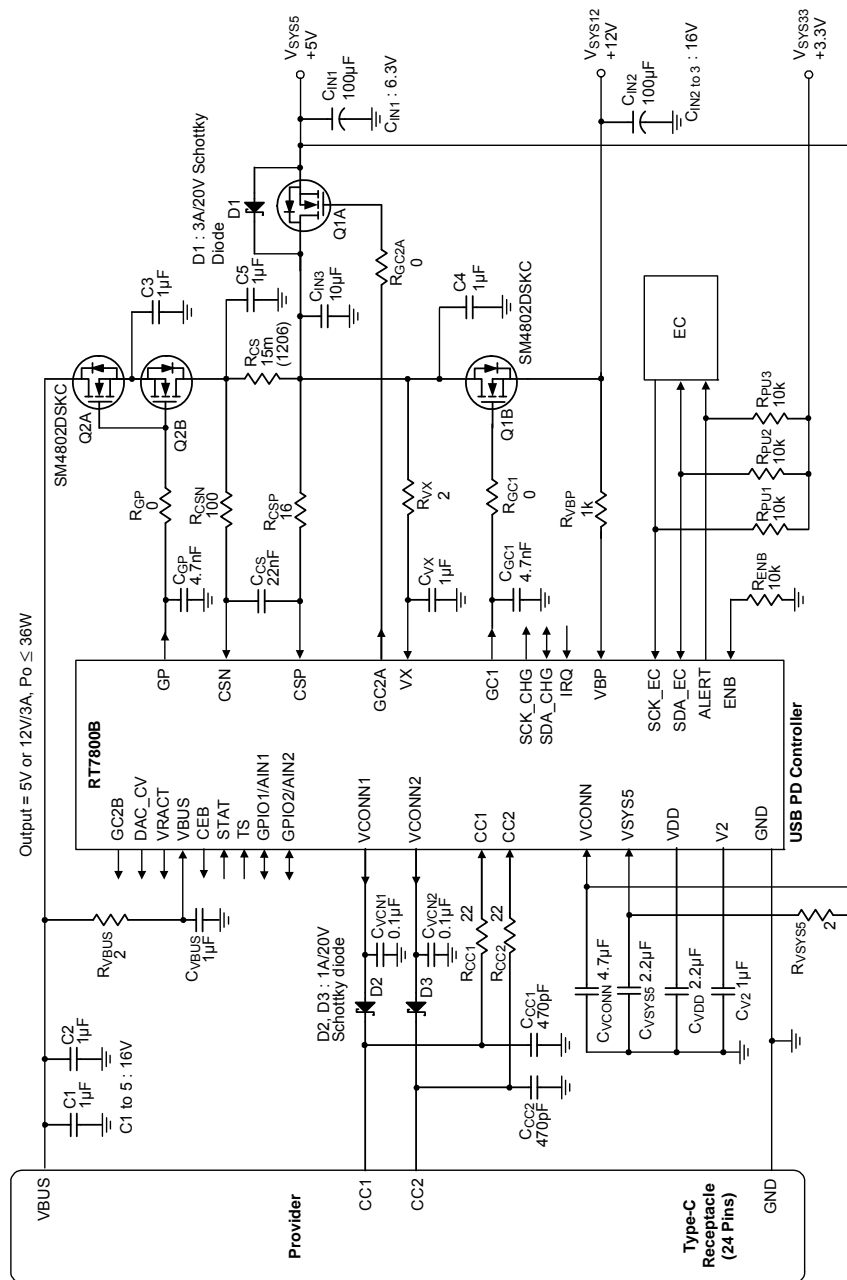 Output = 5V or 12V/3A, Po ≤ 36W
VBUS
C1
1µF
C2
1µF
C1 to 5 : 16V
RVBUS
2
CVBUS
1µF
Provider
CC1
CC2
Type-C
Receptacle
(24 Pins)
GND
D2, D3 : 1A/20V
Schottky diode
D2
D3
CVCN1
0.1µF
CVCN2
0.1µF
RCC1
22
RCC2
22
CCC1
470pF
CCC2
470pF
CVCONN 4.7µF
CVSYS5 2.2µF
CVDD 2.2µF
CV2 1µF
RVSYS5
2
RT7800B
USB PD Controller
GC2B
DAC_CV
VRACT
VBUS
CEB
STAT
TS
GPIO1/AIN1
GPIO2/AIN2
VCONN1
VCONN2
CC1
CC2
VCONN
VSYS5
VDD
V2
GND
GP
CSN
CSP
GC2A
VX
GC1
SCK_CHG
SDA_CHG
IRQ
VBP
SCK_EC
SDA_EC
ALERT
ENB
CGP
4.7nF
RGP
0
SM4802DSKC
Q2A
Q2B
C3
1µF
RCSN
100
CCS
22nF
RCSP
16
RCS
15m
(1206)
C5
1µF
D1 : 3A/20V Schottky
Diode
D1
Q1A
CIN3
10µF
RGC2A
0
VSYS5
+5V
CIN1
100µF
CIN1 : 6.3V
CVX
1µF
RVX
2
C4
1µF
CGC1
4.7nF
RGC1
0
Q1B
SM4802DSKC
RVBP
1k
VSYS12
+12V
CIN2
100µF
CIN2 to 3 : 16V
EC
RENB
10k
RPU1
10k
RPU2
10k
RPU3
10k
VSYS33
+3.3V